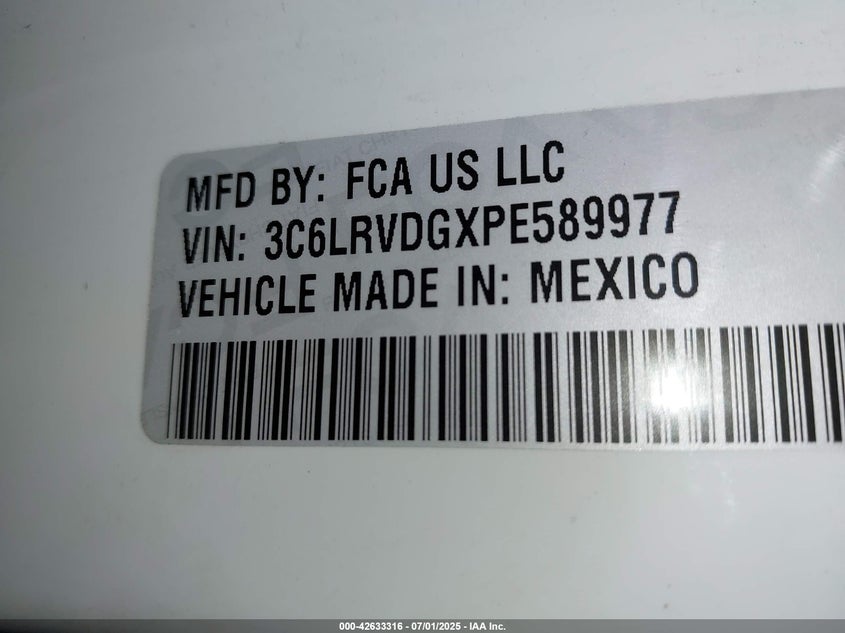 MFD BY: FCA US LLC
VIN: 3C6LRVDGXPE589977
VEHICLE MADE IN: MEXICO
000-42633316 - 07/01/2025 - IAA Inc.